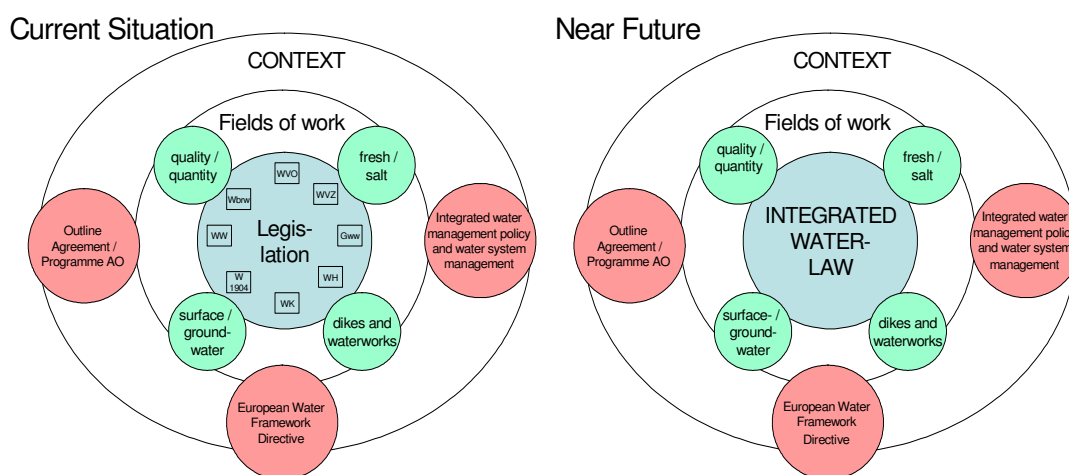 Current Situation
CONTEXT
Fields of work
quality /
quantity
fresh /
salt
WVO
Wbrw
WVZ
WW
Legis-
lation
Gww
W
1904
WH
WK
Outline
Agreement /
Programme AO
Integrated water
management policy
and water system
management
surface /
ground-
water
dikes and
waterworks
European Water
Framework
Directive
Near Future
CONTEXT
Fields of work
quality /
quantity
fresh /
salt
INTEGRATED
WATER-
LAW
Outline
Agreement /
Programme AO
Integrated water
management policy
and water system
management
surface- /
ground-
water
dikes and
waterworks
European Water
Framework
Directive